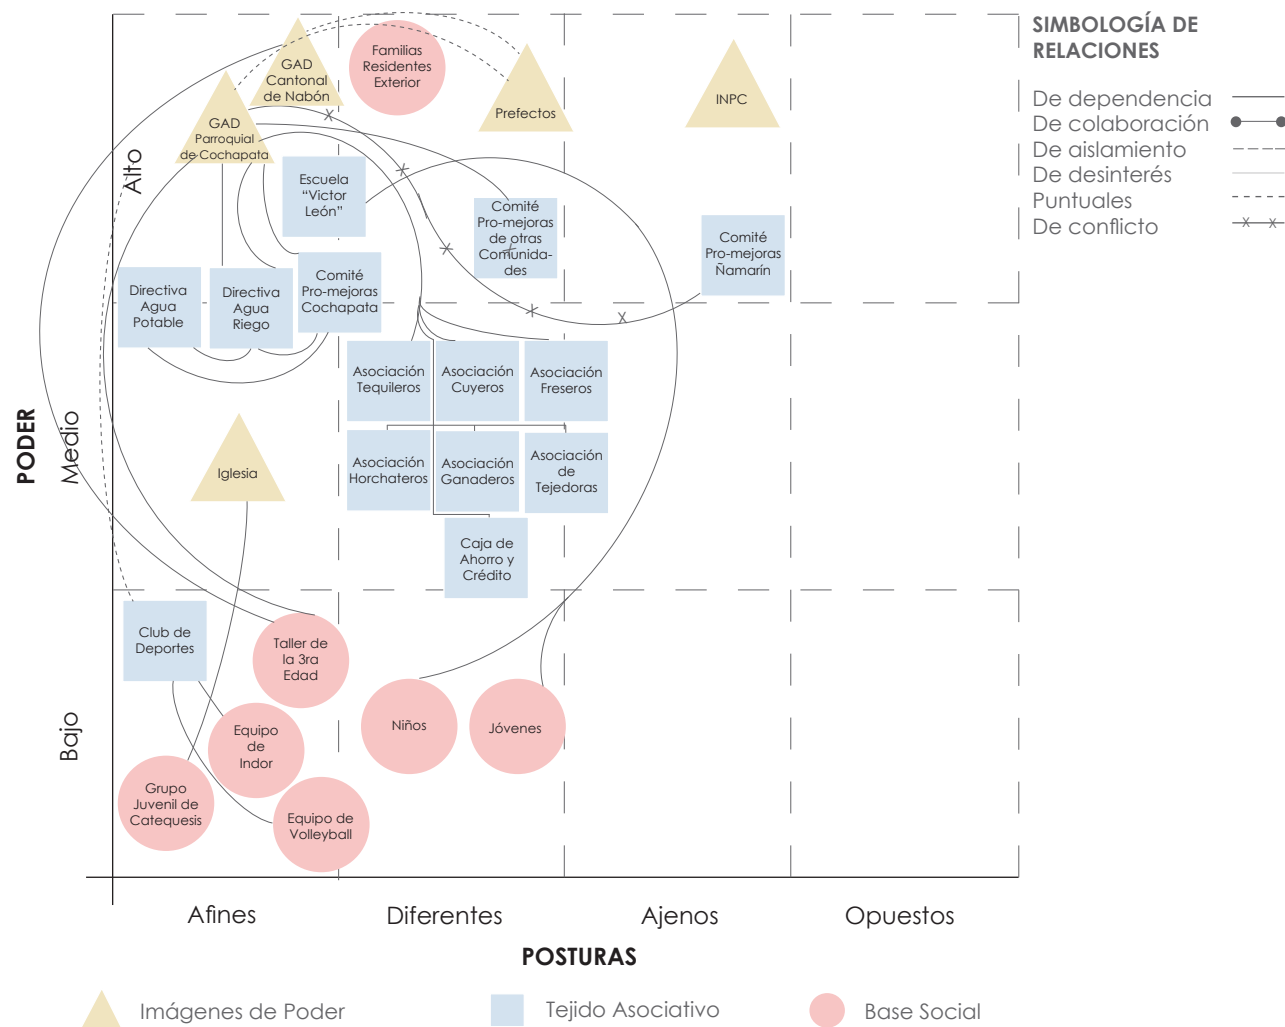 SIMBOLOGÍA DE
RELACIONES
De dependencia
De colaboración
De aislamiento
De desinterés
Puntuales
De conflicto
GAD
Cantonal
de Nabón
Familias
Residentes
Exterior
Prefectos
INPC
GAD
Parroquial
de Cochapata
Alto
Escuela
“Victor
León”
Comité
Pro-mejoras
de otras
Comunida-
des
Comité
Pro-mejoras
Ñamarín
Directiva
Agua
Potable
Directiva
Agua
Riego
Comité
Pro-mejoras
Cochapata
PODER
Medio
Asociación
Tequileros
Asociación
Cuyeros
Asociación
Freseros
Iglesia
Asociación
Horchateros
Asociación
Ganaderos
Asociación
de
Tejedoras
Caja de
Ahorro y
Crédito
Bajo
Club de
Deportes
Taller de
la 3ra
Edad
Equipo
de
Indor
Niños
Jóvenes
Grupo
Juvenil de
Catequesis
Equipo de
Volleyball
Afines
Diferentes
Ajenos
Opuestos
POSTURAS
Imágenes de Poder
Tejido Asociativo
Base Social